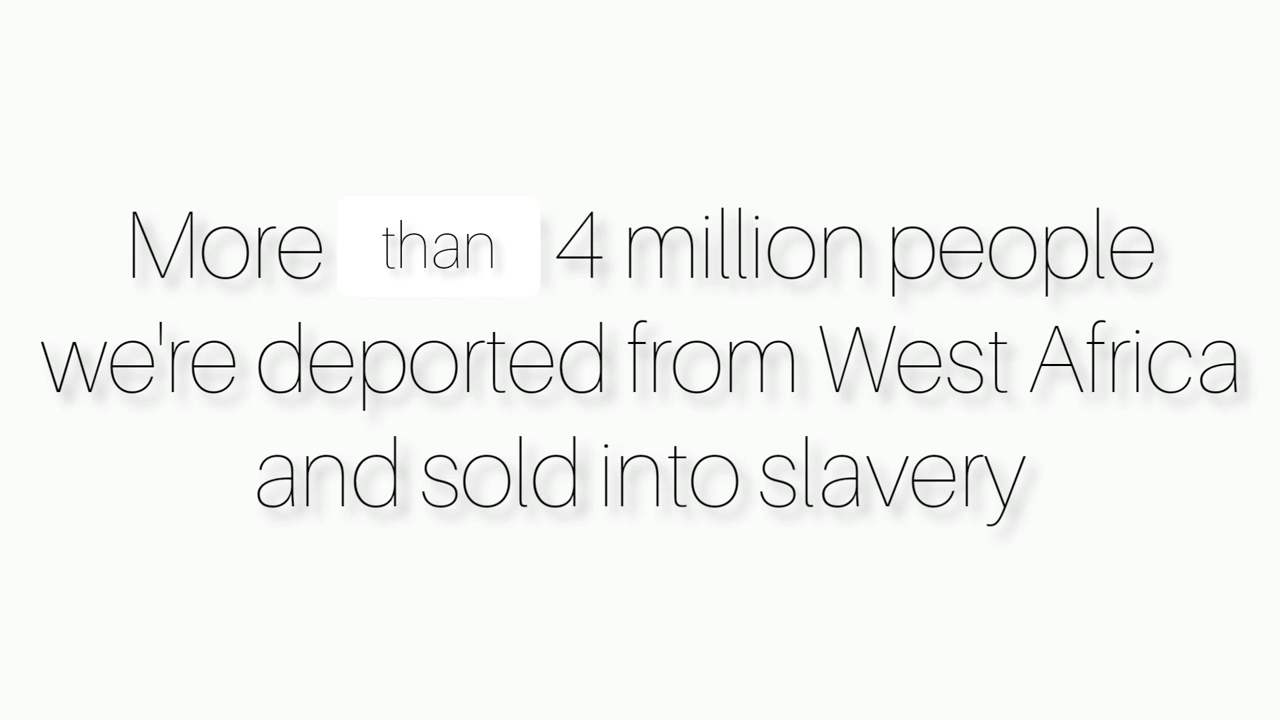 More than 4 million people
we're deported from West Africa
and sold into slavery